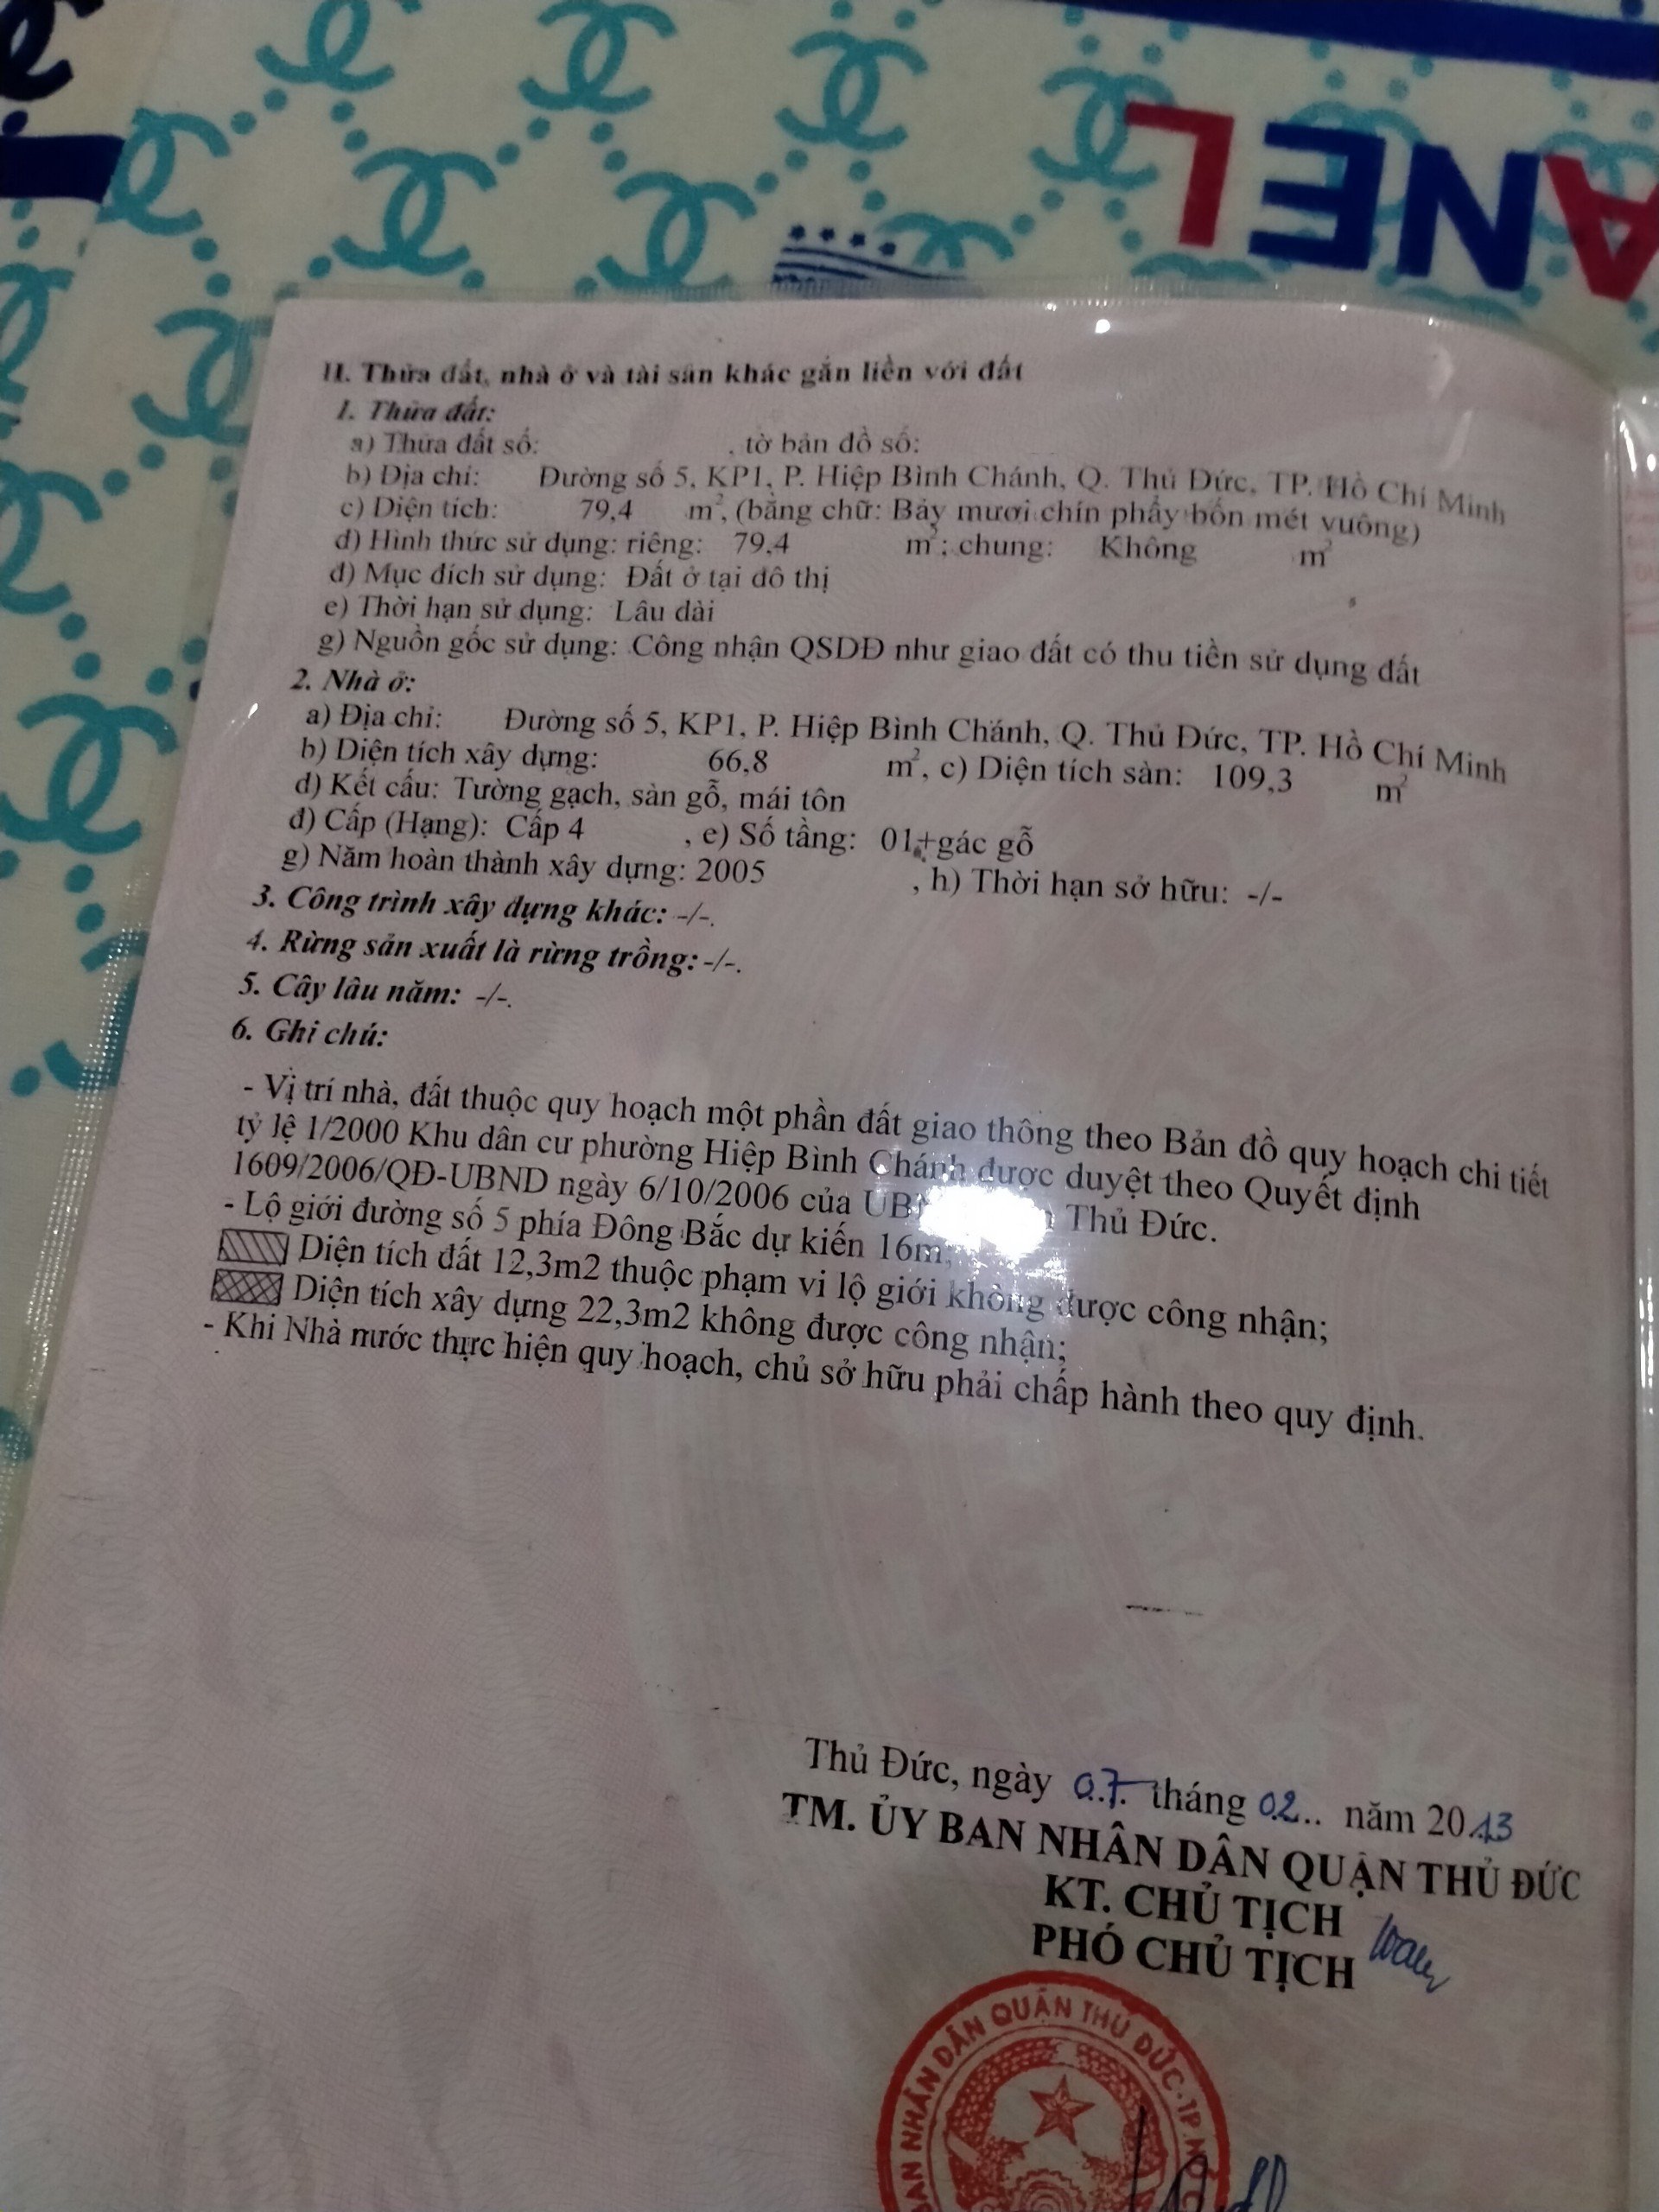 ANEL
II. Thửa đất, nhà ở và tài sản khác gắn liền với đất
1. Thửa đất:
a) Thửa đất số: , tờ bản đồ số:
b) Địa chỉ: Đường số 5, KP1, P. Hiệp Bình Chánh, Q. Thủ Đức, TP. Hồ Chí Minh
c) Diện tích: 79,4 m², (bằng chữ: Bảy mươi chín phẩy bốn mét vuông)
d) Hình thức sử dụng: riêng: 79,4 m²; chung: Không m²
đ) Mục đích sử dụng: Đất ở tại đô thị
e) Thời hạn sử dụng: Lâu dài
g) Nguồn gốc sử dụng: Công nhận QSDĐ như giao đất có thu tiền sử dụng đất
2. Nhà ở:
a) Địa chỉ: Đường số 5, KP1, P. Hiệp Bình Chánh, Q. Thủ Đức, TP. Hồ Chí Minh
b) Diện tích xây dựng: 66,8 m², c) Diện tích sàn: 109,3 m²
d) Kết cấu: Tường gạch, sàn gỗ, mái tôn
đ) Cấp (Hạng): Cấp 4 , e) Số tầng: 01+gác gỗ
g) Năm hoàn thành xây dựng: 2005 , h) Thời hạn sở hữu: -/-
3. Công trình xây dựng khác: -/-.
4. Rừng sản xuất là rừng trồng: -/-.
5. Cây lâu năm: -/-.
6. Ghi chú:
- Vị trí nhà, đất thuộc quy hoạch một phần đất giao thông theo Bản đồ quy hoạch chi tiết
tỷ lệ 1/2000 Khu dân cư phường Hiệp Bình Chánh được duyệt theo Quyết định
1609/2006/QĐ-UBND ngày 6/10/2006 của Thủ Đức.
- Lộ giới đường số 5 phía Đông Bắc dự kiến 16m;
Diện tích đất 12,3m2 thuộc phạm vi lộ giới không được công nhận;
Diện tích xây dựng 22,3m2 không được công nhận;
- Khi Nhà nước thực hiện quy hoạch, chủ sở hữu phải chấp hành theo quy định.
Thủ Đức, ngày 07 tháng 02 năm 2013
TM. ỦY BAN NHÂN DÂN QUẬN THỦ ĐỨC
KT. CHỦ TỊCH
PHÓ CHỦ TỊCH
BAN NHÂN DÂN QUẬN THỦ ĐỨC - TP.